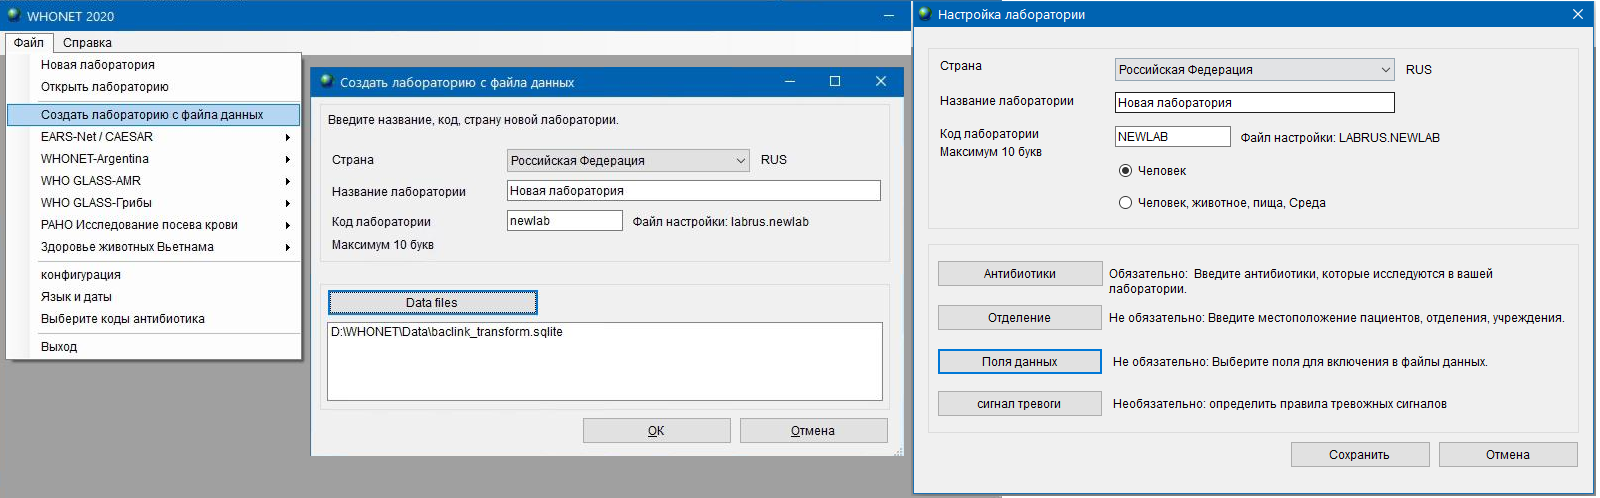 WHONET 2020
Файл Справка
Новая лаборатория
Открыть лабораторию
Создать лабораторию с файла данных
EARS-Net / CAESAR
WHONET-Argentina
WHO GLASS-AMR
WHO GLASS-Грибы
PAHO Исследование посева крови
Здоровье животных Вьетнама
конфигурация
Язык и даты
Выберите коды антибиотика
Выход
Создать лабораторию с файла данных
Введите название, код, страну новой лаборатории.
Страна Российская Федерация RUS
Название лаборатории Новая лаборатория
Код лаборатории newlab Файл настройки: labrus.newlab
Максимум 10 букв
Data files
D:\WHONET\Data\baclink_transform.sqlite
OK Отмена
Настройка лаборатории
Страна Российская Федерация RUS
Название лаборатории Новая лаборатория
Код лаборатории NEWLAB Файл настройки: LABRUS.NEWLAB
Максимум 10 букв
Человек
Человек, животное, пища, Среда
Антибиотики Обязательно: Введите антибиотики, которые исследуются в вашей
лаборатории.
Отделение Не обязательно: Введите местоположение пациентов, отделения, учреждения.
Поля данных Не обязательно: Выберите поля для включения в файлы данных.
сигнал тревоги Необязательно: определить правила тревожных сигналов
Сохранить Отмена